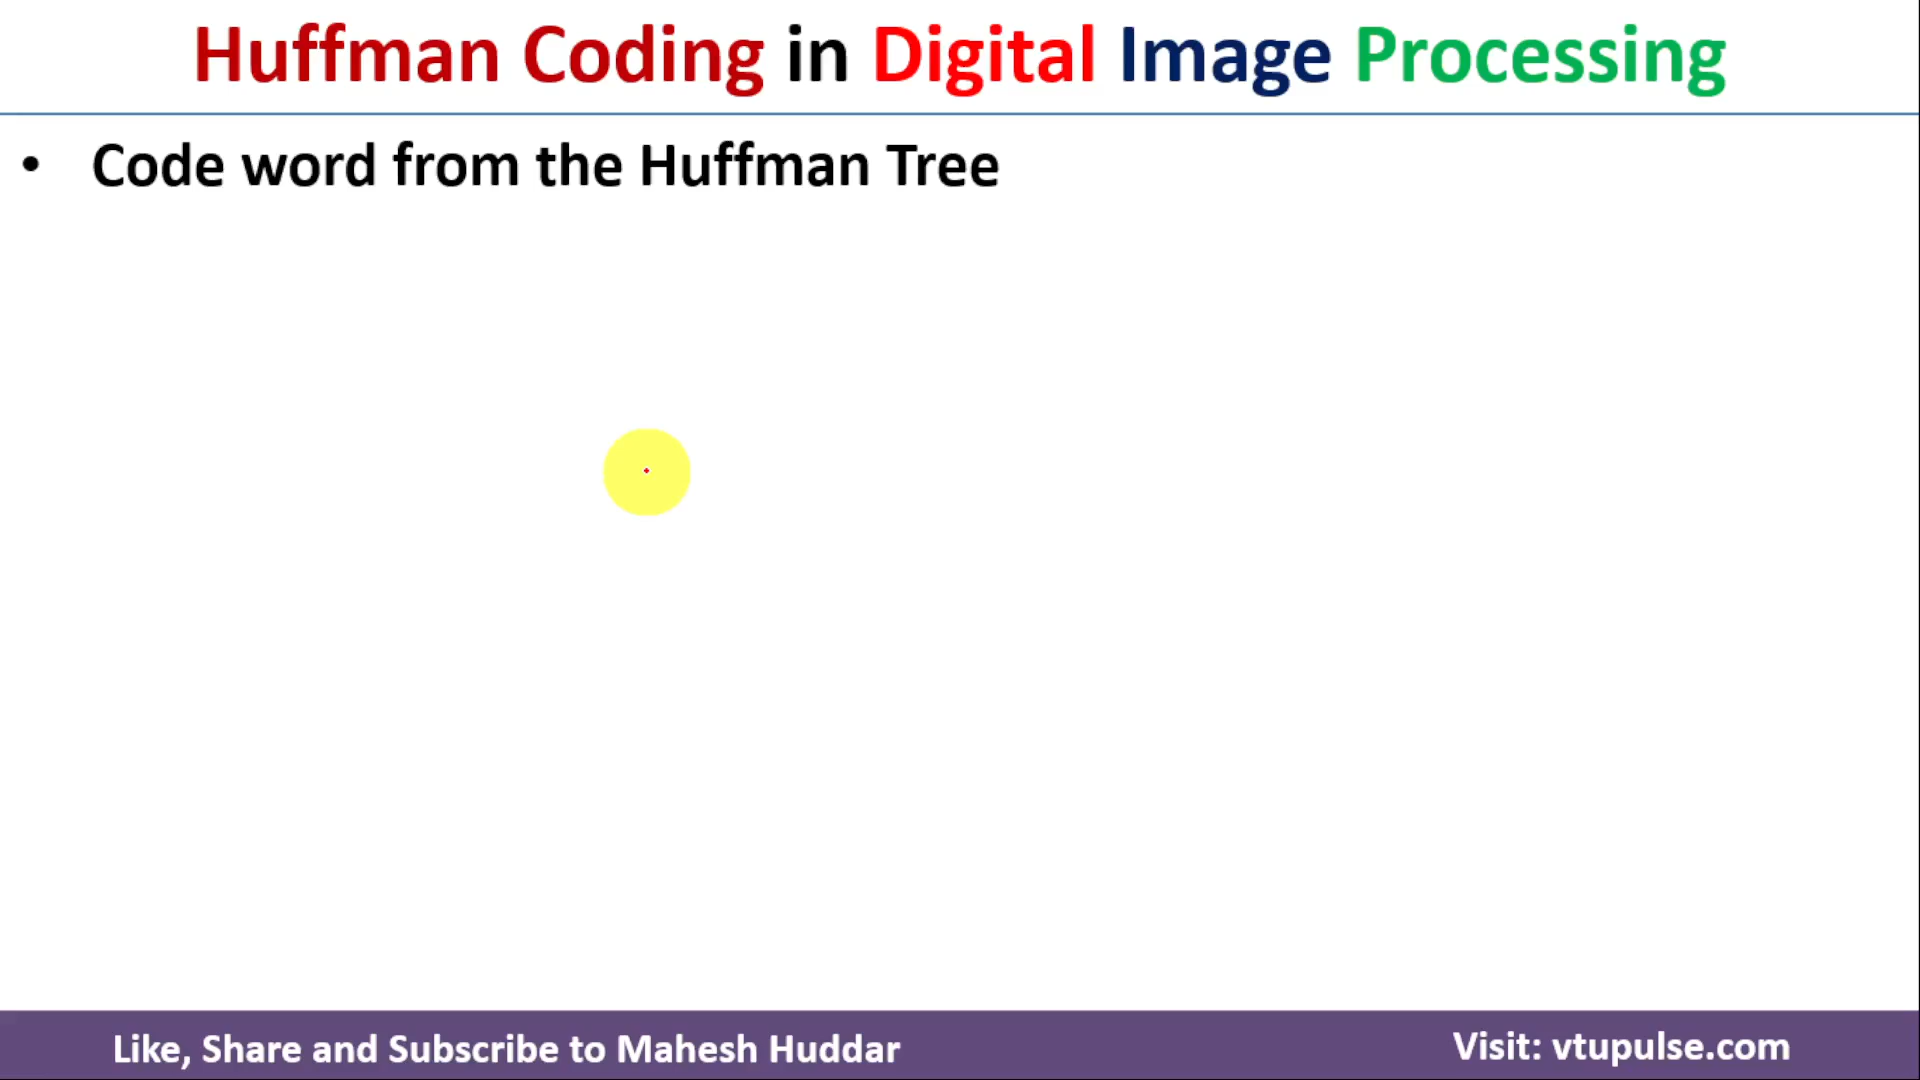 Huffman Coding in Digital Image Processing
• Code word from the Huffman Tree
Like, Share and Subscribe to Mahesh Huddar
Visit: vtupulse.com